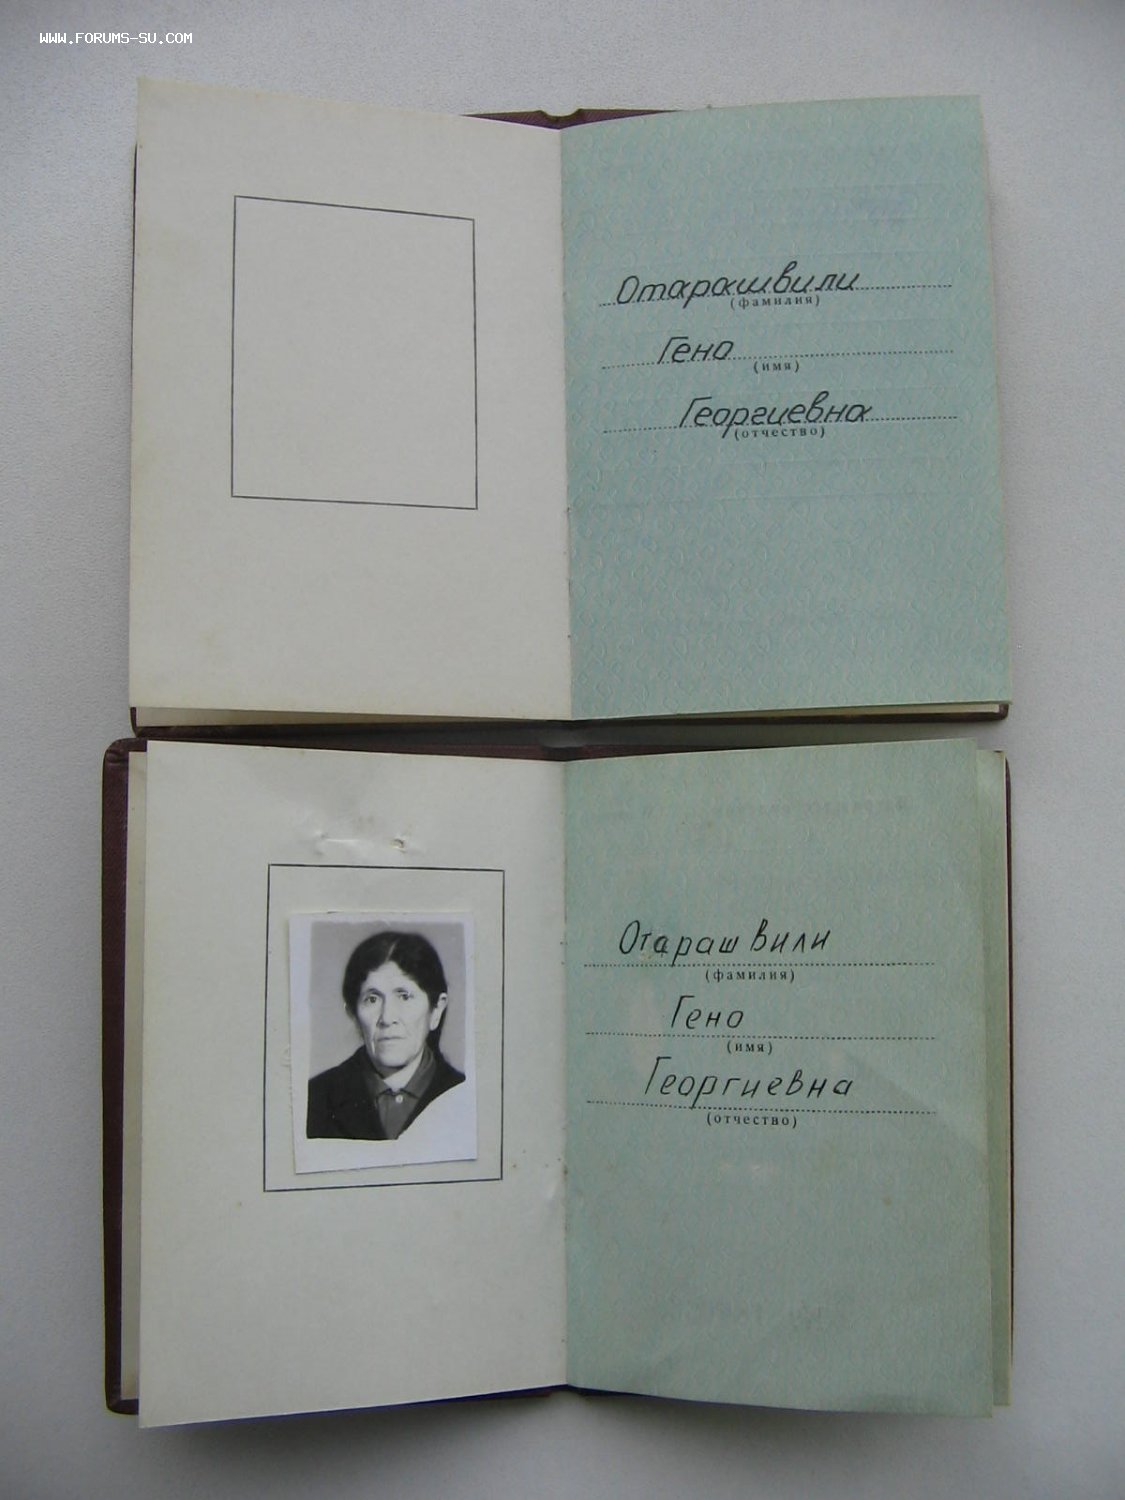 WWW.FORUMS-SU.COM
Отарашвили
(фамилия)
Гено
(имя)
Георгиевна
(отчество)
Отарашвили
(фамилия)
Гено
(имя)
Георгиевна
(отчество)